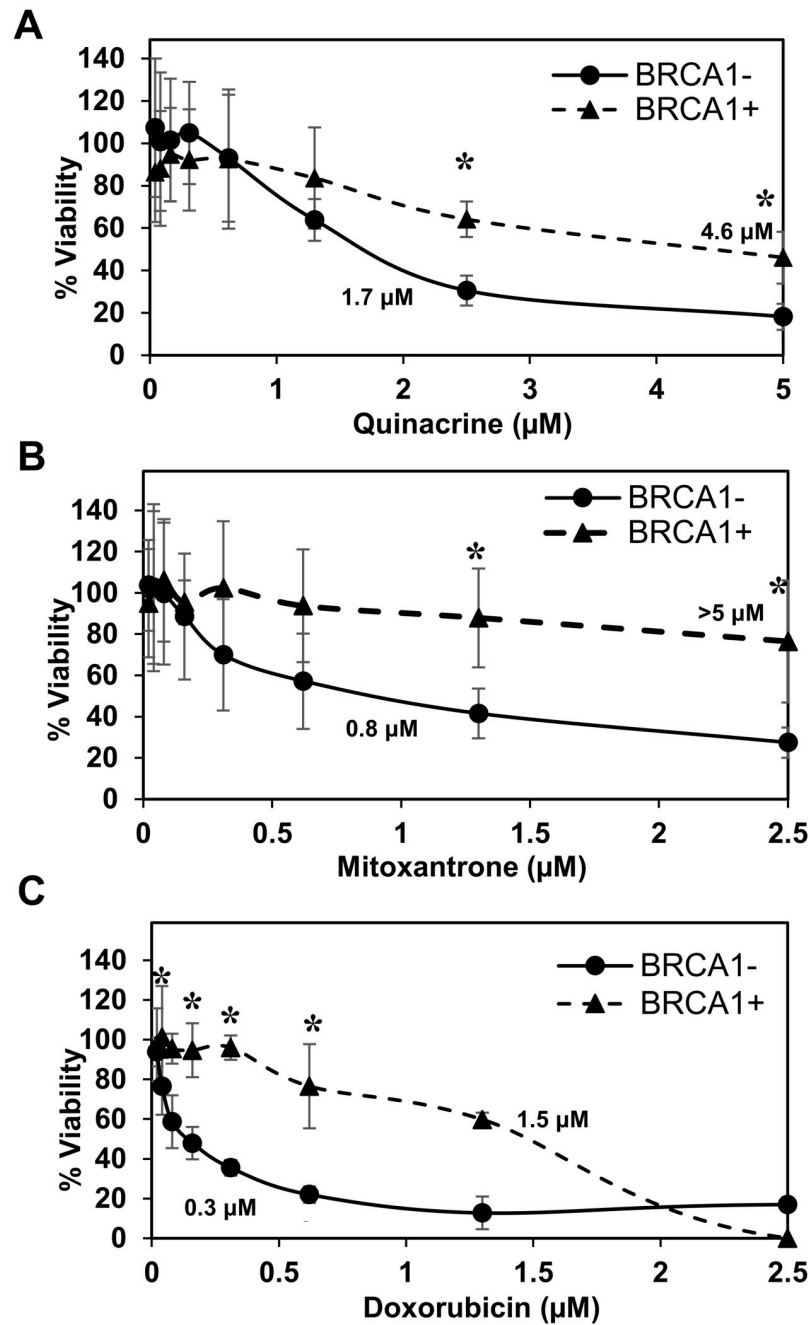 A
140
120
100
80
60
40
20
0
% Viability
BRCA1-
BRCA1+
*
*
4.6 µM
1.7 µM
0 1 2 3 4 5
Quinacrine (µM)
B
140
120
100
80
60
40
20
0
% Viability
BRCA1-
BRCA1+
*
*
>5 µM
0.8 µM
0 0.5 1 1.5 2 2.5
Mitoxantrone (µM)
C
140
120
100
80
60
40
20
0
% Viability
BRCA1-
BRCA1+
* * * *
1.5 µM
0.3 µM
0 0.5 1 1.5 2 2.5
Doxorubicin (µM)